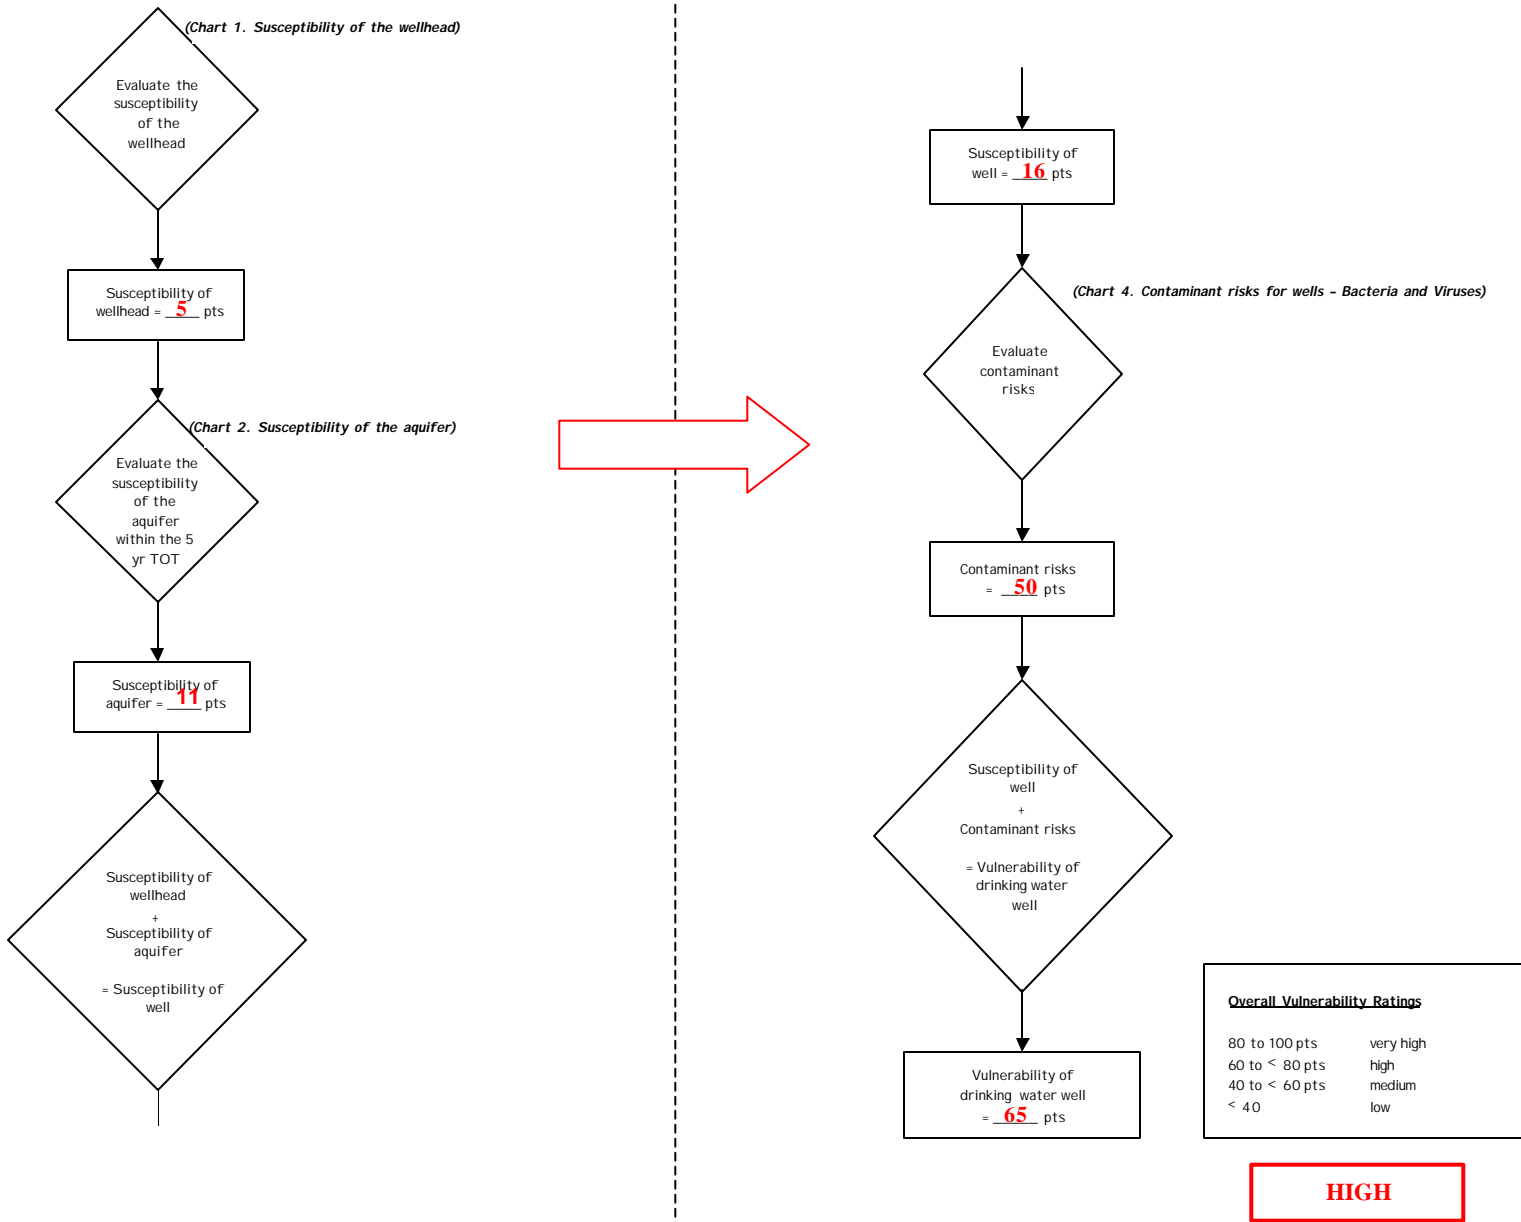 (Chart 1. Susceptibility of the wellhead)
Evaluate the
susceptibility
of the
wellhead
Susceptibility of
wellhead = 5 pts
(Chart 2. Susceptibility of the aquifer)
Evaluate the
susceptibility
of the
aquifer
within the 5
yr TOT
Susceptibility of
aquifer = 11 pts
Susceptibility of
wellhead
+
Susceptibility of
aquifer
= Susceptibility of
well
Susceptibility of
well = 16 pts
(Chart 4. Contaminant risks for wells – Bacteria and Viruses)
Evaluate
contaminant
risks
Contaminant risks
= 50 pts
Susceptibility of
well
+
Contaminant risks
= Vulnerability of
drinking water
well
Vulnerability of
drinking water well
= 65 pts
Overall Vulnerability Ratings
80 to 100 pts very high
60 to < 80 pts high
40 to < 60 pts medium
< 40 low
HIGH